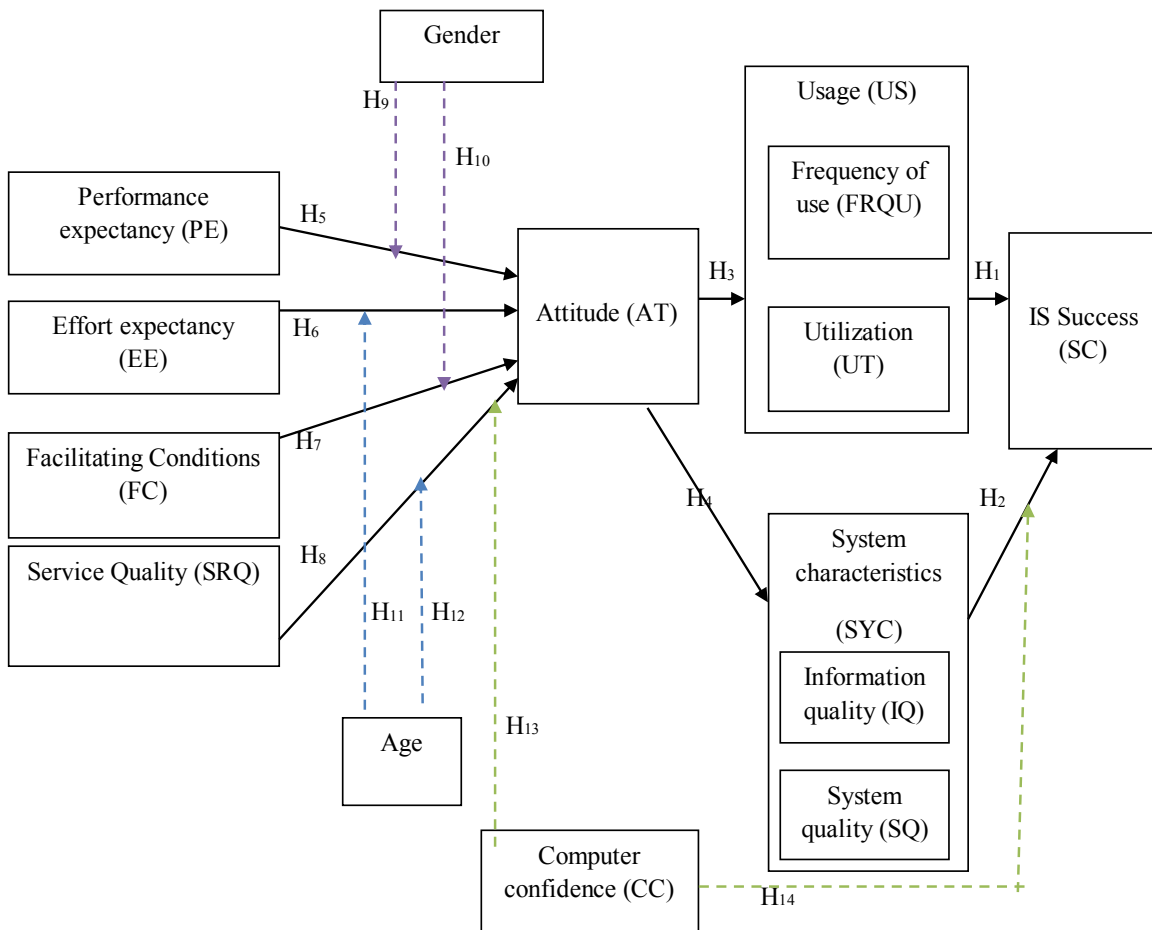 Gender
H9
H10
Performance
expectancy (PE)
H5
Effort expectancy
(EE)
H6
Facilitating Conditions
(FC)
H7
Service Quality (SRQ)
H8
H11
H12
Age
H13
Computer
confidence (CC)
H14
Attitude (AT)
H3
H4
Usage (US)
Frequency of
use (FRQU)
Utilization
(UT)
System
characteristics
(SYC)
Information
quality (IQ)
System
quality (SQ)
H1
H2
IS Success
(SC)